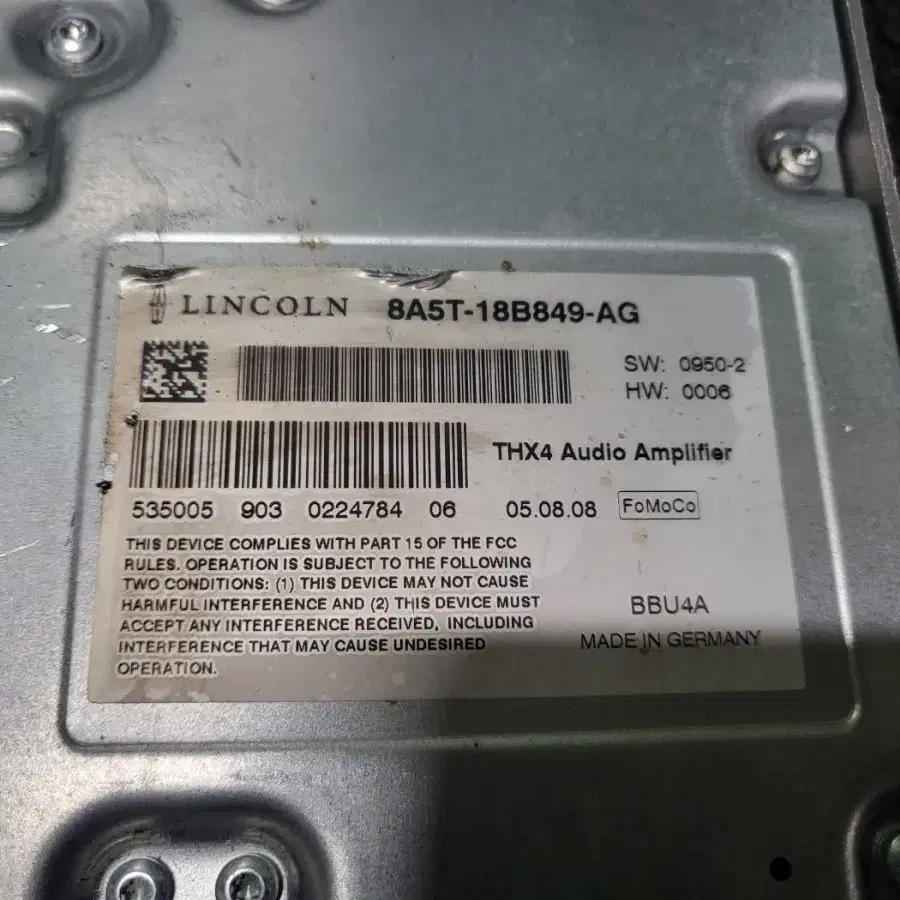 LINCOLN 8A5T-18B849-AG
SW: 0950-2
HW: 0006
THX4 Audio Amplifier
535005 903 0224784 06 05.08.08 FoMoCo
THIS DEVICE COMPLIES WITH PART 15 OF THE FCC
RULES. OPERATION IS SUBJECT TO THE FOLLOWING
TWO CONDITIONS: (1) THIS DEVICE MAY NOT CAUSE
HARMFUL INTERFERENCE AND (2) THIS DEVICE MUST
ACCEPT ANY INTERFERENCE RECEIVED, INCLUDING
INTERFERENCE THAT MAY CAUSE UNDESIRED
OPERATION.
BBU4A
MADE IN GERMANY